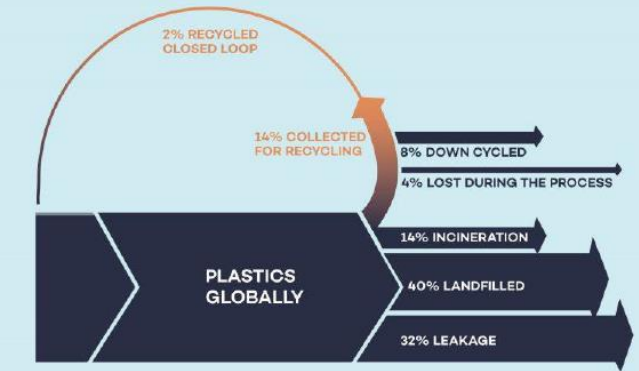 2% RECYCLED
CLOSED LOOP
14% COLLECTED
FOR RECYCLING
8% DOWN CYCLED
4% LOST DURING THE PROCESS
14% INCINERATION
PLASTICS
GLOBALLY
40% LANDFILLED
32% LEAKAGE